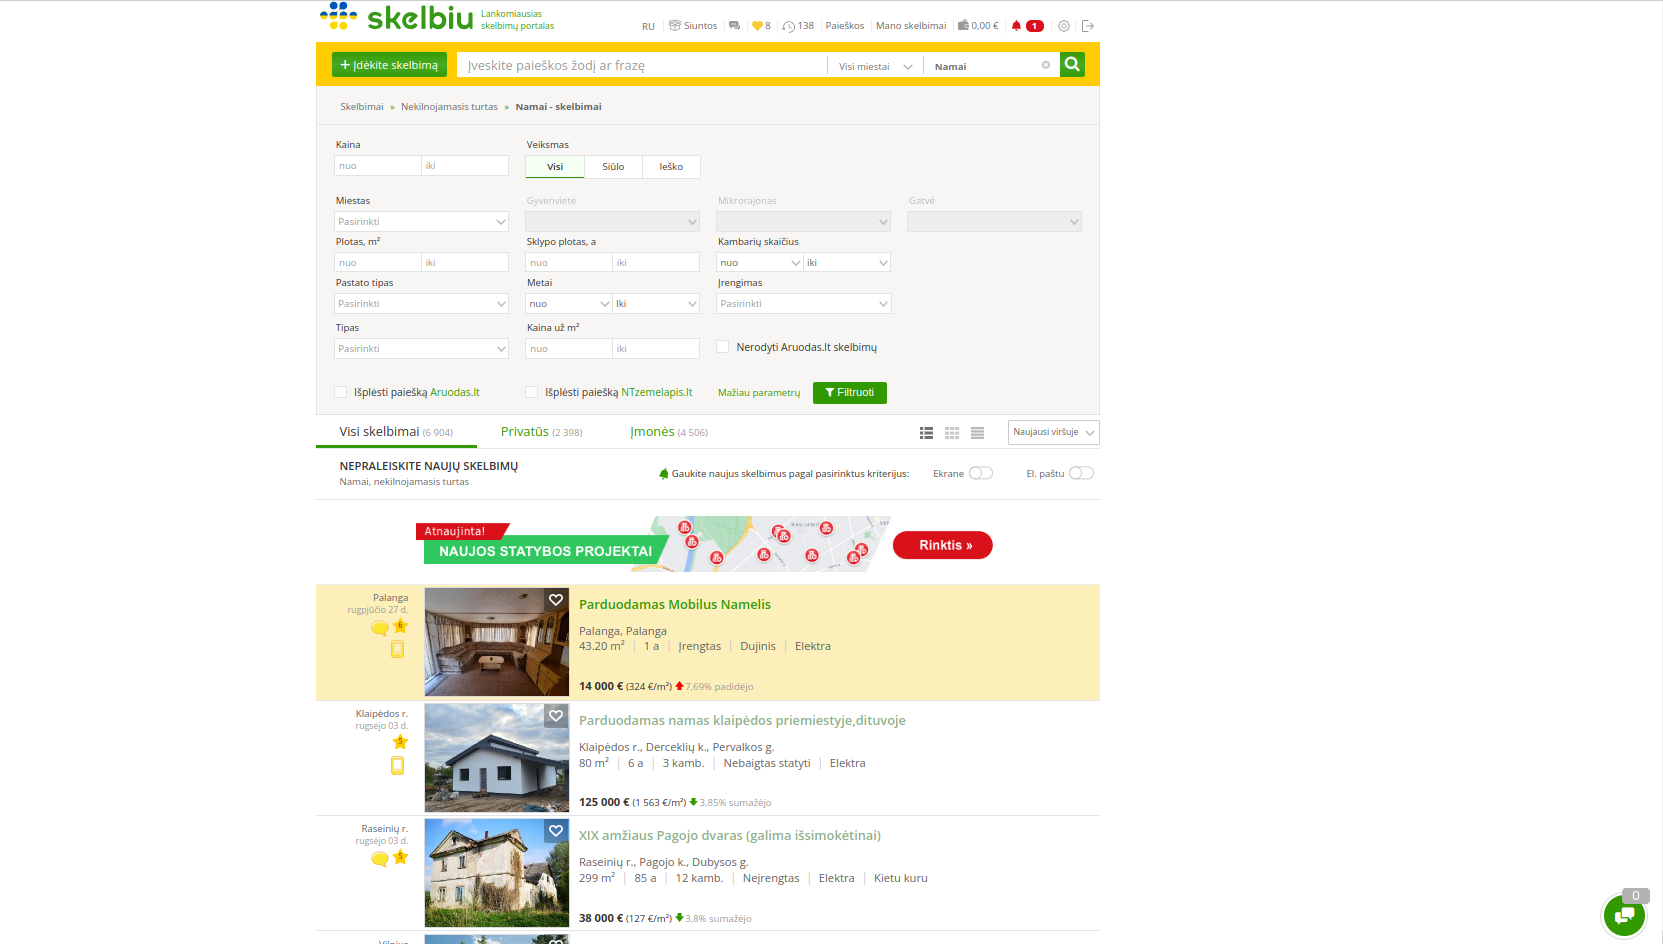 skelbiu
Lankomiausias
skelbimų portalas
RU
Siuntos
8
138
Paieškos
Mano skelbimai
0,00 €
1
+ Įdėkite skelbimą
Įveskite paieškos žodį ar frazę
Visi miestai
Namai
Skelbimai » Nekilnojamasis turtas » Namai - skelbimai
Kaina
Veiksmas
nuo
iki
Visi
Siūlo
Ieško
Miestas
Gyvenvietė
Mikrorajonas
Gatvė
Pasirinkti
Plotas, m²
Sklypo plotas, a
Kambarių skaičius
nuo
iki
nuo
iki
nuo
iki
Pastato tipas
Metai
Įrengimas
Pasirinkti
nuo
Iki
Pasirinkti
Tipas
Kaina už m²
Pasirinkti
nuo
iki
Nerodyti Aruodas.lt skelbimų
Išplėsti paiešką Aruodas.lt
Išplėsti paiešką NTzemelapis.lt
Mažiau parametrų
Filtruoti
Visi skelbimai (6 904)
Privatūs (2 398)
Įmonės (4 506)
Naujausi viršuje
NEPRALEISKITE NAUJŲ SKELBIMŲ
Namai, nekilnojamasis turtas
Gaukite naujus skelbimus pagal pasirinktus kriterijus:
Ekrane
El. paštu
Atnaujinta!
NAUJOS STATYBOS PROJEKTAI
Rinktis »
Palanga
rugpjūčio 27 d.
6
Parduodamas Mobilus Namelis
Palanga, Palanga
43.20 m² | 1 a | Įrengtas | Dujinis | Elektra
14 000 € (324 €/m²) 7,69% padidėjo
Klaipėdos r.
rugsėjo 03 d.
5
Parduodamas namas klaipėdos priemiestyje,dituvoje
Klaipėdos r., Derceklių k., Pervalkos g.
80 m² | 6 a | 3 kamb. | Nebaigtas statyti | Elektra
125 000 € (1 563 €/m²) 3,85% sumažėjo
Raseinių r.
rugsėjo 03 d.
5
XIX amžiaus Pagojo dvaras (galima išsimokėtinai)
Raseinių r., Pagojo k., Dubysos g.
299 m² | 85 a | 12 kamb. | Neįrengtas | Elektra | Kietu kuru
38 000 € (127 €/m²) 3,8% sumažėjo
0